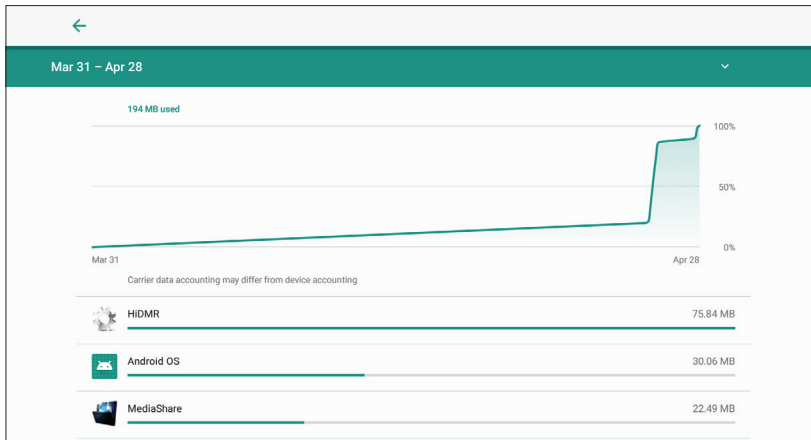 Mar 31 – Apr 28
194 MB used
100%
50%
0%
Mar 31 Apr 28
Carrier data accounting may differ from device accounting
HiDMR 75.84 MB
Android OS 30.06 MB
MediaShare 22.49 MB